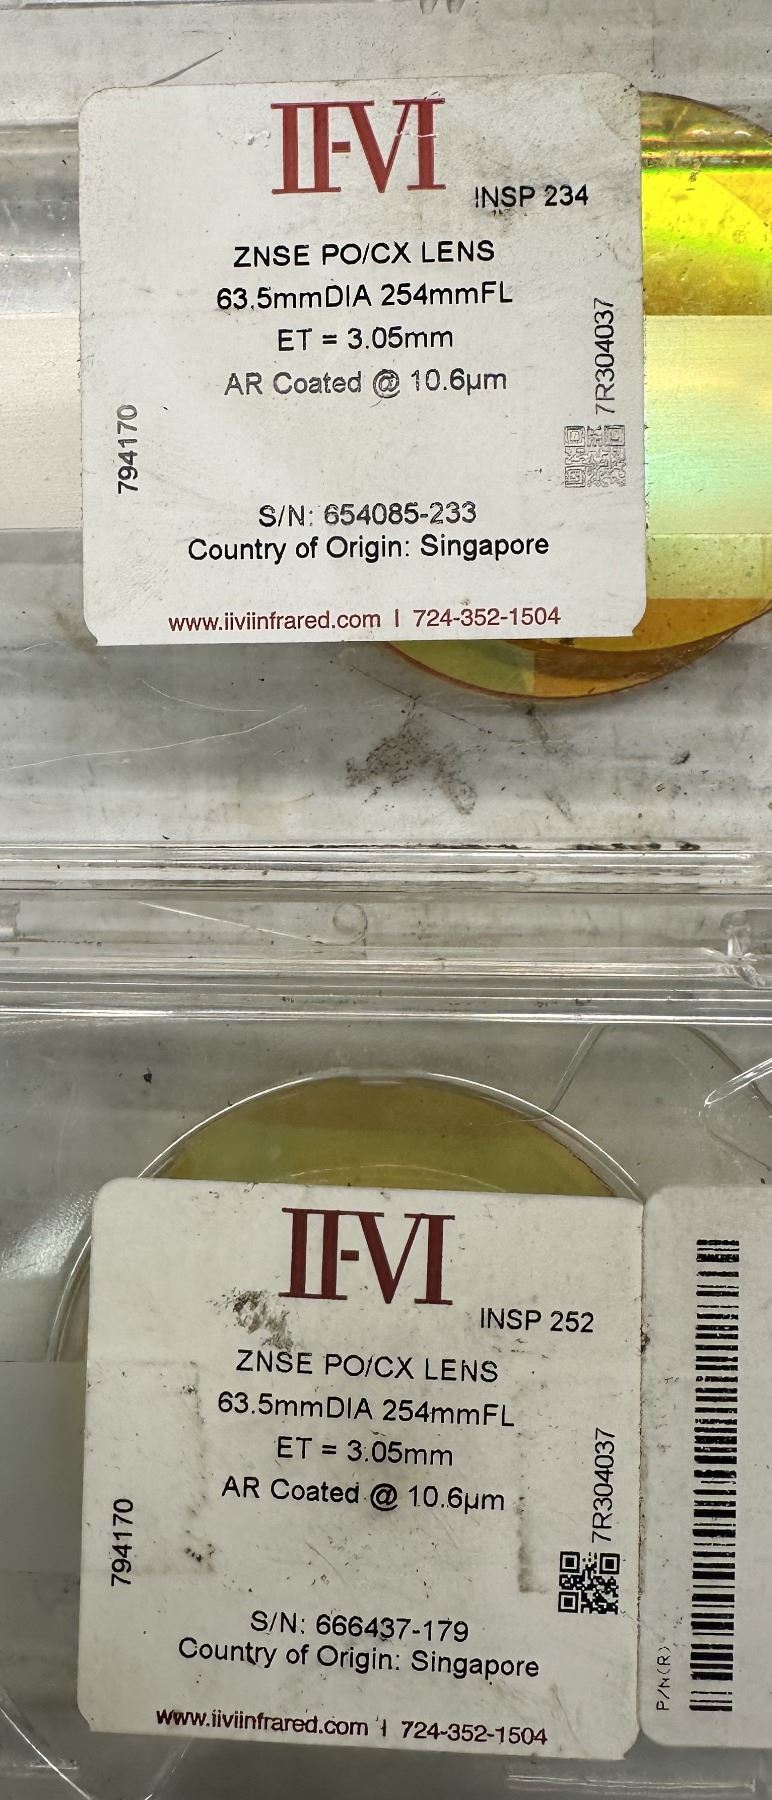 II-VI
INSP 234
ZNSE PO/CX LENS
63.5mmDIA 254mmFL
ET = 3.05mm
AR Coated @ 10.6µm
7R304037
794170
S/N: 654085-233
Country of Origin: Singapore
www.iiviinfrared.com | 724-352-1504
II-VI
INSP 252
ZNSE PO/CX LENS
63.5mmDIA 254mmFL
ET = 3.05mm
AR Coated @ 10.6µm
7R304037
794170
S/N: 666437-179
Country of Origin: Singapore
www.iiviinfrared.com | 724-352-1504
P/N(R)